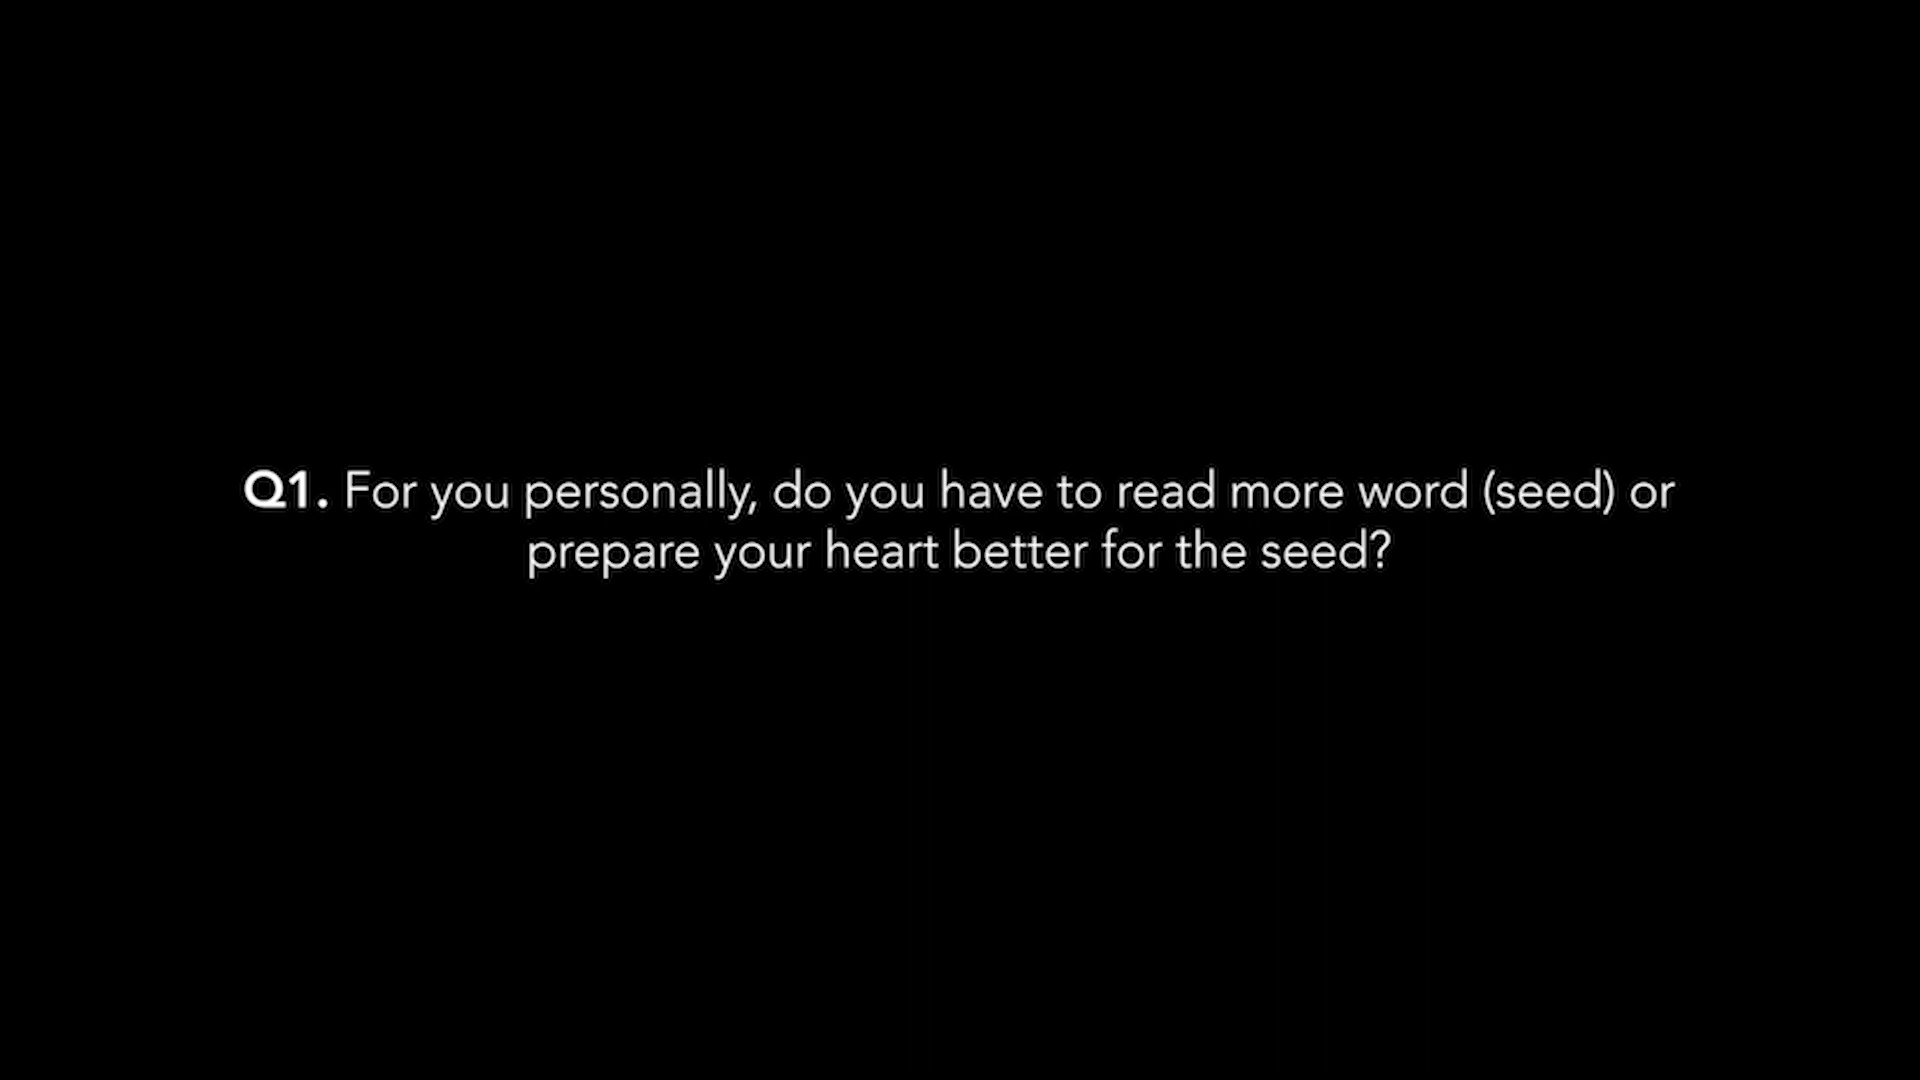 Q1. For you personally, do you have to read more word (seed) or
prepare your heart better for the seed?